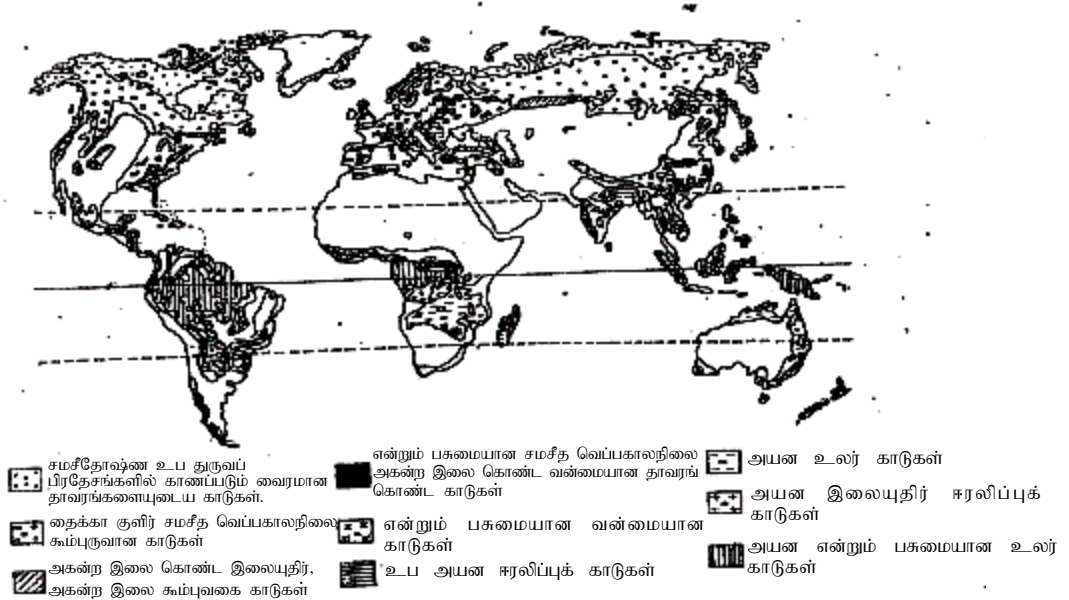 சமசீதோஷ்ண உப துருவப்
பிரதேசங்களில் காணப்படும் வைரமான
தாவரங்களையுடைய காடுகள்.
தைக்கா குளிர் சமசீத வெப்பகாலநிலை
கூம்புருவான காடுகள்
அகன்ற இலை கொண்ட இலையுதிர்,
அகன்ற இலை கூம்புவகை காடுகள்
என்றும் பசுமையான சமசீத வெப்பகாலநிலை
அகன்ற இலை கொண்ட வன்மையான தாவரங்
கொண்ட காடுகள்
என்றும் பசுமையான வன்மையான
காடுகள்
உப அயன ஈரலிப்புக் காடுகள்
அயன உலர் காடுகள்
அயன இலையுதிர் ஈரலிப்புக்
காடுகள்
அயன என்றும் பசுமையான உலர்
காடுகள்